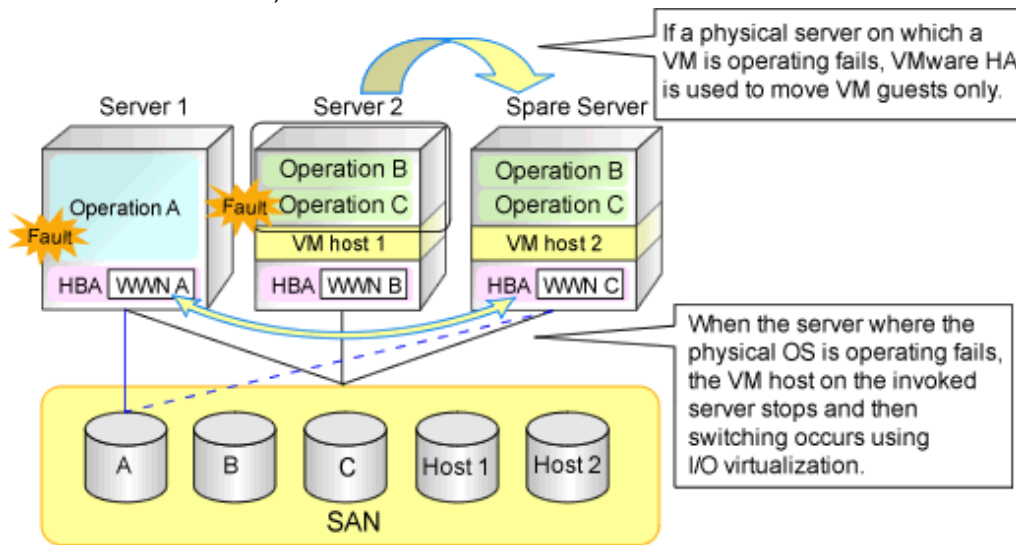 If a physical server on which a
VM is operating fails, VMware HA
is used to move VM guests only.
Server 1
Server 2
Spare Server
Operation A
Fault
HBA
WWN A
Fault
Operation B
Operation C
VM host 1
HBA
WWN B
Operation B
Operation C
VM host 2
HBA
WWN C
When the server where the
physical OS is operating fails,
the VM host on the invoked
server stops and then
switching occurs using
I/O virtualization.
A
B
C
Host 1
Host 2
SAN